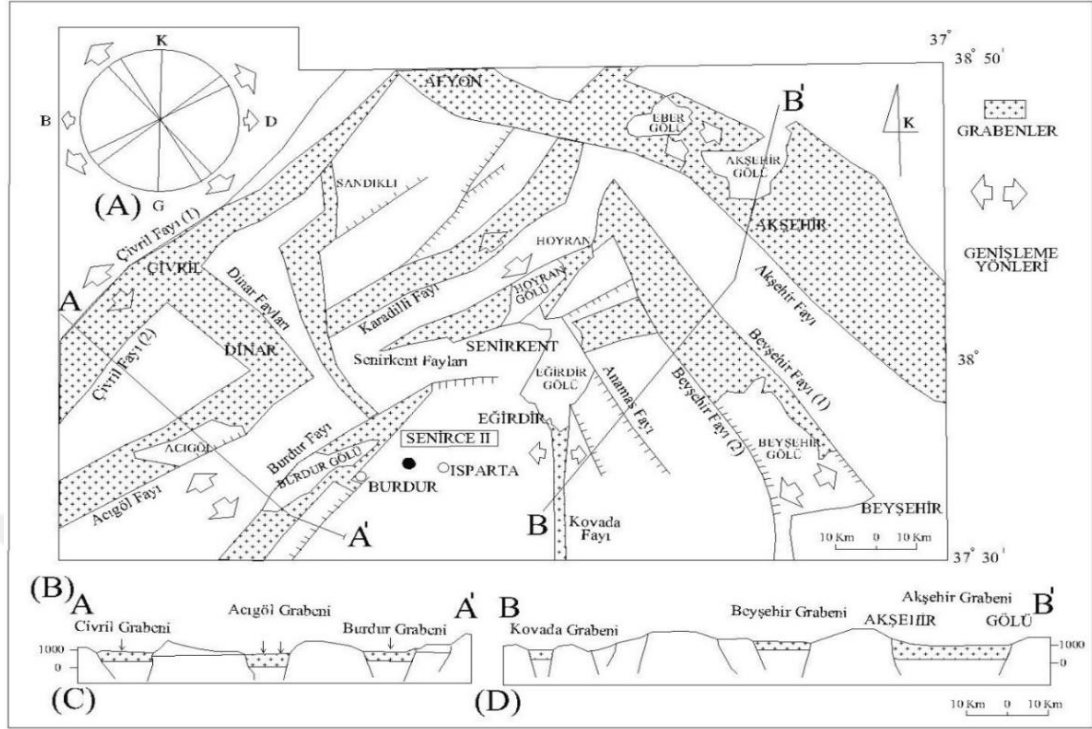 K
B
D
G
(A)
37°
38° 50'
K
GRABENLER
GENİŞLEME
YÖNLERİ
AFYON
EBER
GÖLÜ
AKŞEHİR
GÖLÜ
B'
SANDIKLI
AKŞEHİR
Çivril Fayı (1)
ÇİVRİL
HOYRAN
HOYRAN
GÖLÜ
A
Dinar Fayları
Karadilli Fayı
Akşehir Fayı
Çivril Fayı (2)
DİNAR
Senirkent Fayları
SENİRKENT
38°
EĞİRDİR
GÖLÜ
Anamas Fayı
Beyşehir Fayı (1)
Beyşehir Fayı (2)
EĞİRDİR
ACIGÖL
Burdur Fayı
BURDUR GÖLÜ
SENİRCE II
ISPARTA
BURDUR
BEYŞEHİR
GÖLÜ
Acıgöl Fayı
A'
B
BEYŞEHİR
Kovada
Fayı
10 Km 0 10
37° 30'
(B)
A
Çivril Grabeni
Acıgöl Grabeni
Burdur Grabeni
A'
1000
0
(C)
B
Kovada Grabeni
Beyşehir Grabeni
Akşehir Grabeni
AKŞEHİR
GÖLÜ
B'
1000
0
(D)
10 Km 0 10